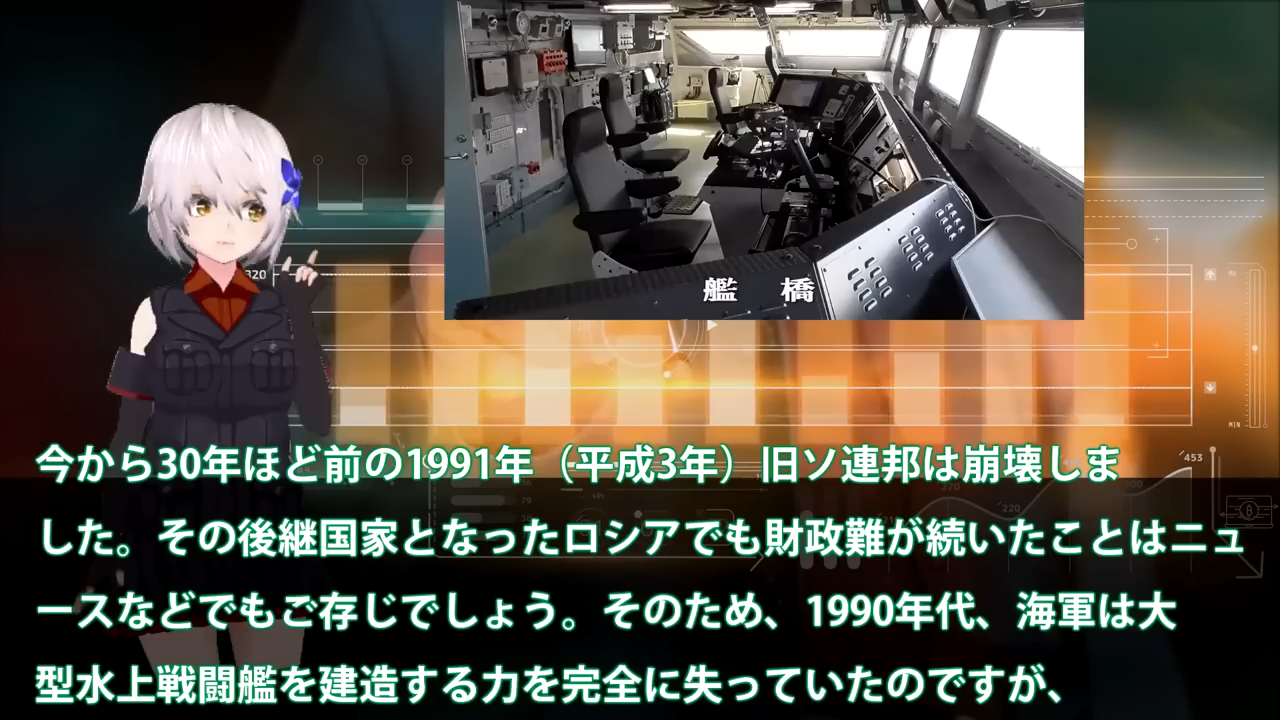 艦　橋
320
453
220
MIN
今から30年ほど前の1991年（平成3年）旧ソ連邦は崩壊しま
した。その後継国家となったロシアでも財政難が続いたことはニュ
ースなどでもご存じでしょう。そのため、1990年代、海軍は大
型水上戦闘艦を建造する力を完全に失っていたのですが、